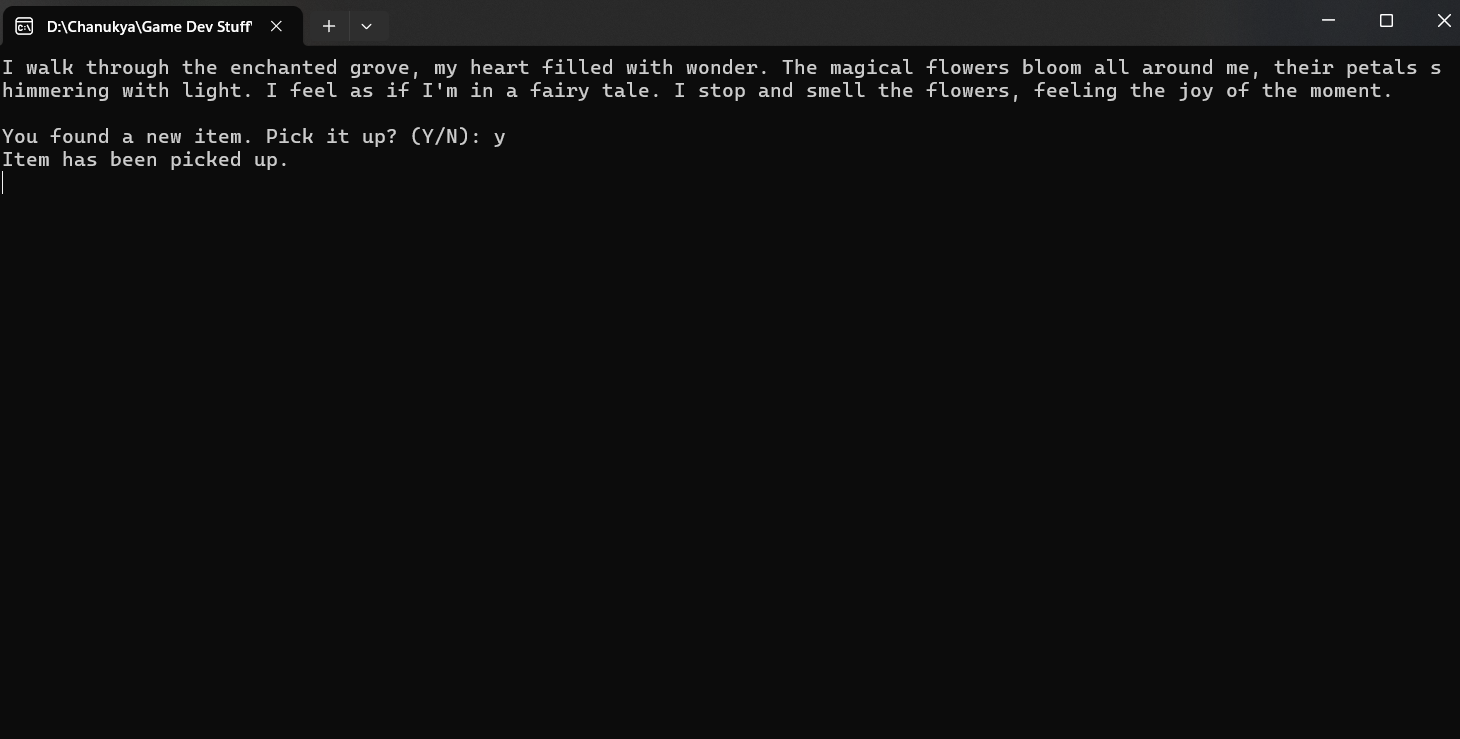 D:\Chanukya\Game Dev Stuff\
I walk through the enchanted grove, my heart filled with wonder. The magical flowers bloom all around me, their petals s
himmering with light. I feel as if I'm in a fairy tale. I stop and smell the flowers, feeling the joy of the moment.
You found a new item. Pick it up? (Y/N): y
Item has been picked up.